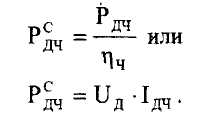 P^С_ДЧ = Ṗ_ДЧ / η_Ч или
P^С_ДЧ = U_Д · I_ДЧ.